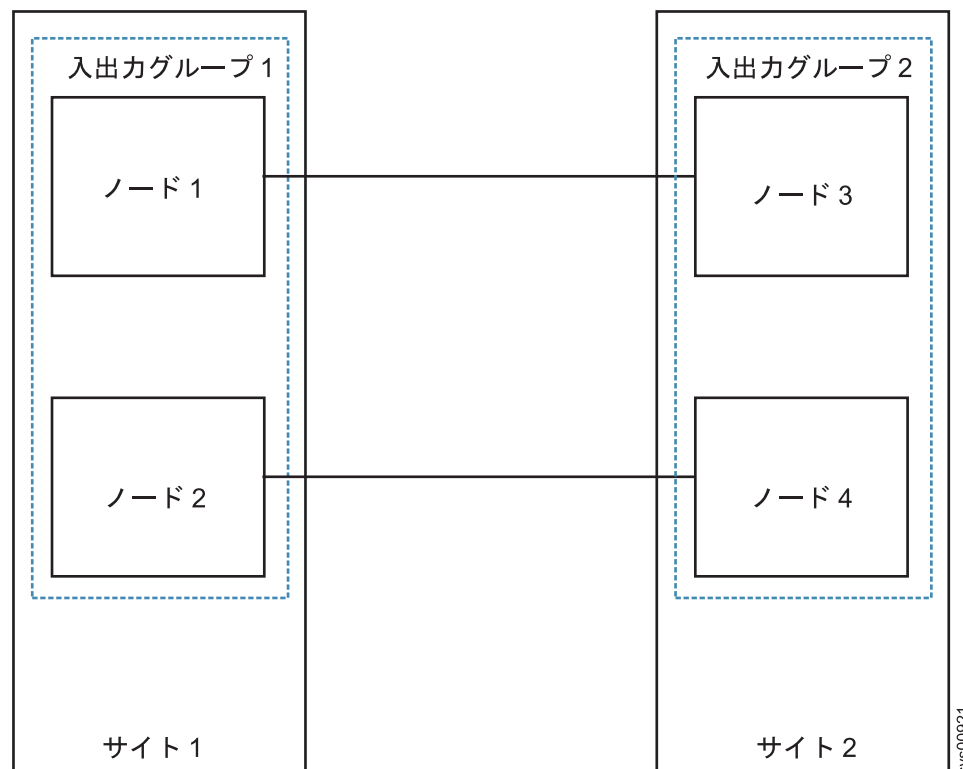 入出力グループ 1
入出力グループ 2
ノード 1
ノード 3
ノード 2
ノード 4
サイト 1
サイト 2
svs00921